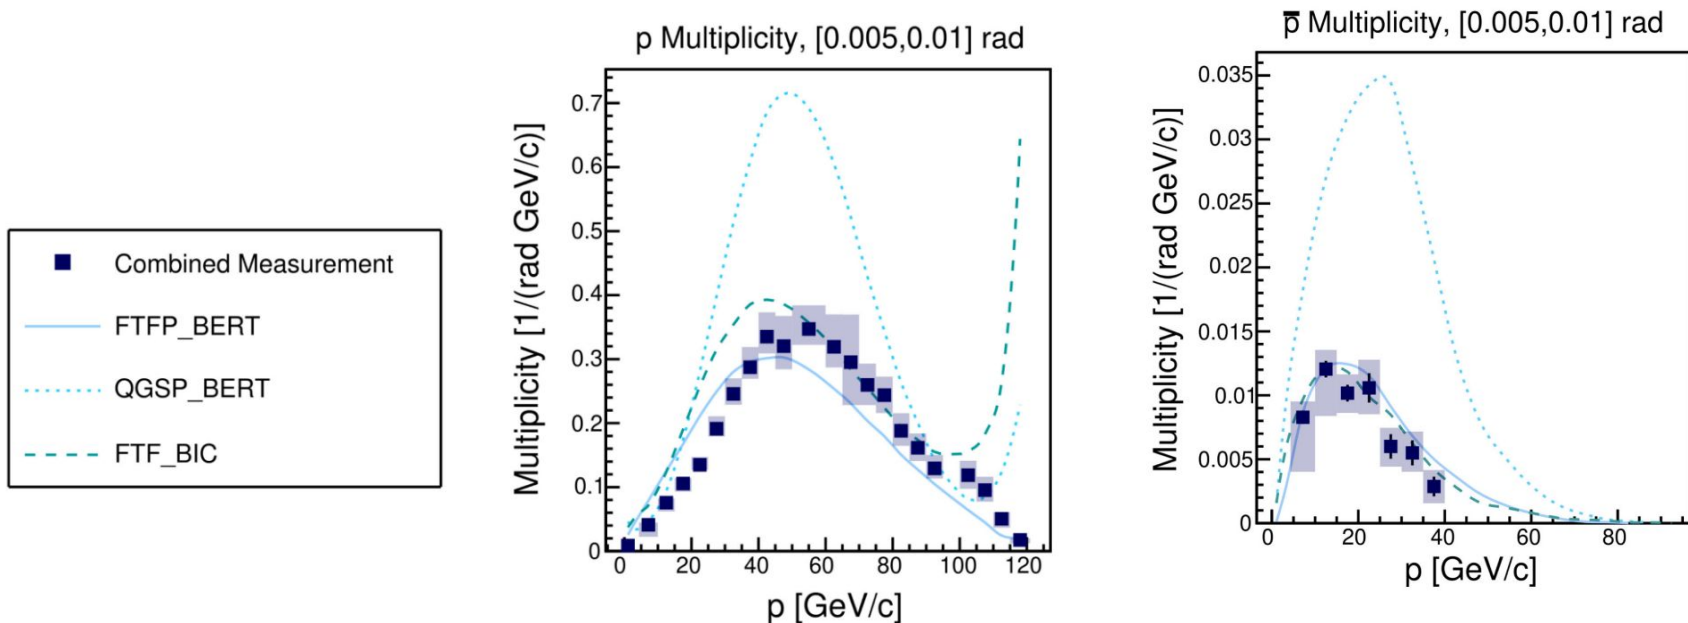 Combined Measurement
FTFP_BERT
QGSP_BERT
FTF_BIC
p Multiplicity, [0.005,0.01] rad
Multiplicity [1/(rad GeV/c)]
0.7
0.6
0.5
0.4
0.3
0.2
0.1
0
0 20 40 60 80 100 120
p [GeV/c]
p̅ Multiplicity, [0.005,0.01] rad
Multiplicity [1/(rad GeV/c)]
0.035
0.03
0.025
0.02
0.015
0.01
0.005
0
0 20 40 60 80
p [GeV/c]